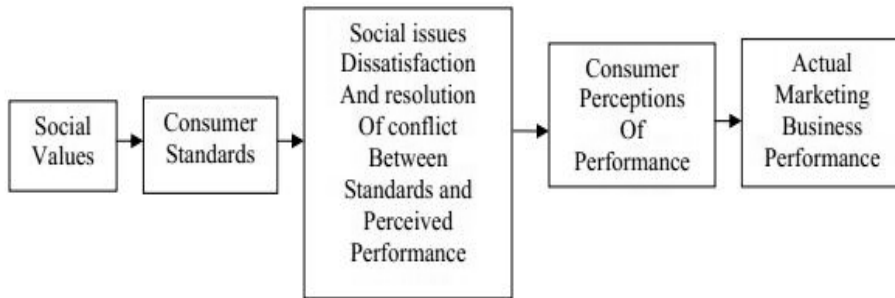 Social
Values
Consumer
Standards
Social issues
Dissatisfaction
And resolution
Of conflict
Between
Standards and
Perceived
Performance
Consumer
Perceptions
Of
Performance
Actual
Marketing
Business
Performance